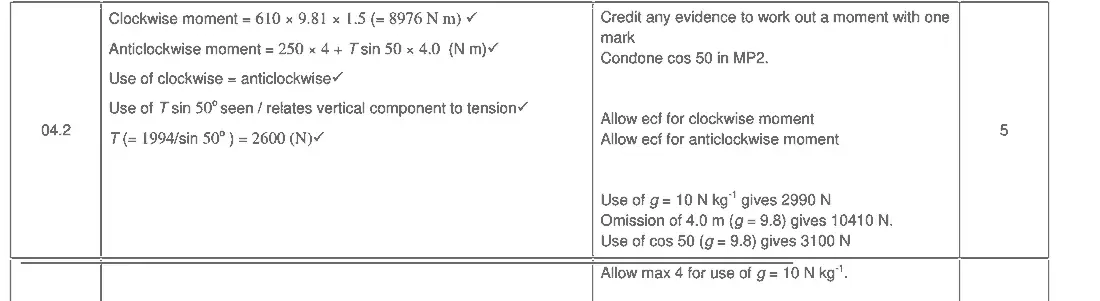 Clockwise moment = 610 × 9.81 × 1.5 (= 8976 N m) ✓
Anticlockwise moment = 250 × 4 + T sin 50 × 4.0 (N m)✓
Use of clockwise = anticlockwise✓
Use of T sin 50° seen / relates vertical component to tension✓
T (= 1994/sin 50° ) = 2600 (N)✓
04.2
Credit any evidence to work out a moment with one
mark
Condone cos 50 in MP2.
Allow ecf for clockwise moment
Allow ecf for anticlockwise moment
Use of g = 10 N kg⁻¹ gives 2990 N
Omission of 4.0 m (g = 9.8) gives 10410 N.
Use of cos 50 (g = 9.8) gives 3100 N
5
Allow max 4 for use of g = 10 N kg⁻¹.